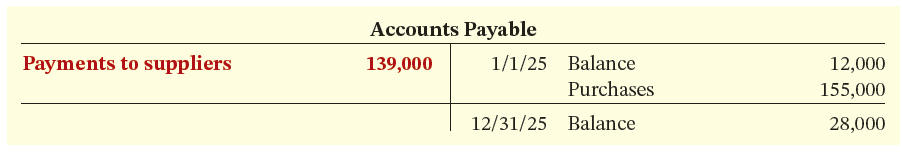 Accounts Payable
Payments to suppliers 139,000 1/1/25 Balance 12,000
Purchases 155,000
12/31/25 Balance 28,000